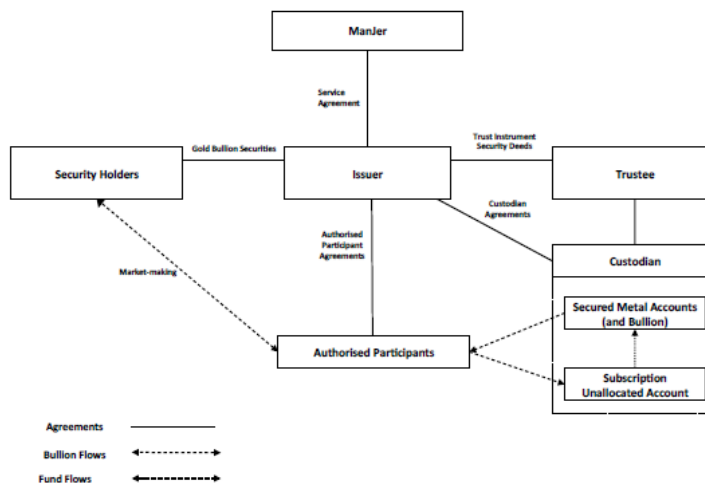 ManJer
Service
Agreement
Gold Bullion Securities
Trust Instrument
Security Deeds
Security Holders
Issuer
Trustee
Custodian
Agreements
Authorised
Participant
Agreements
Custodian
Market-making
Secured Metal Accounts
(and Bullion)
Authorised Participants
Subscription
Unallocated Account
Agreements
Bullion Flows
Fund Flows